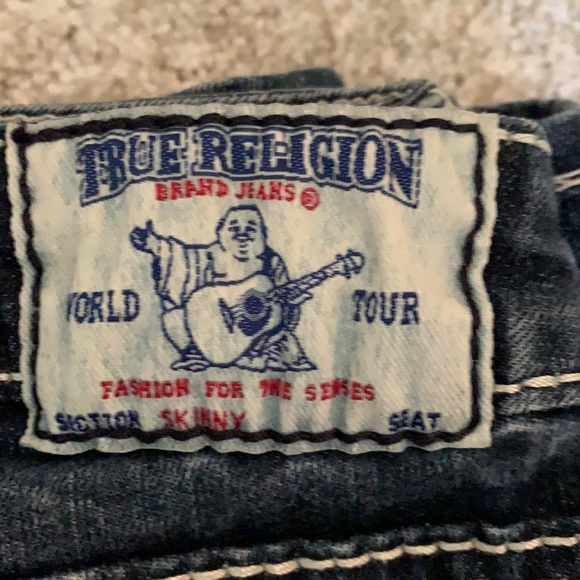 TRUE RELIGION
BRAND JEANS®
WORLD TOUR
FASHION FOR THE SENSES
SECTION SKINNY SEAT